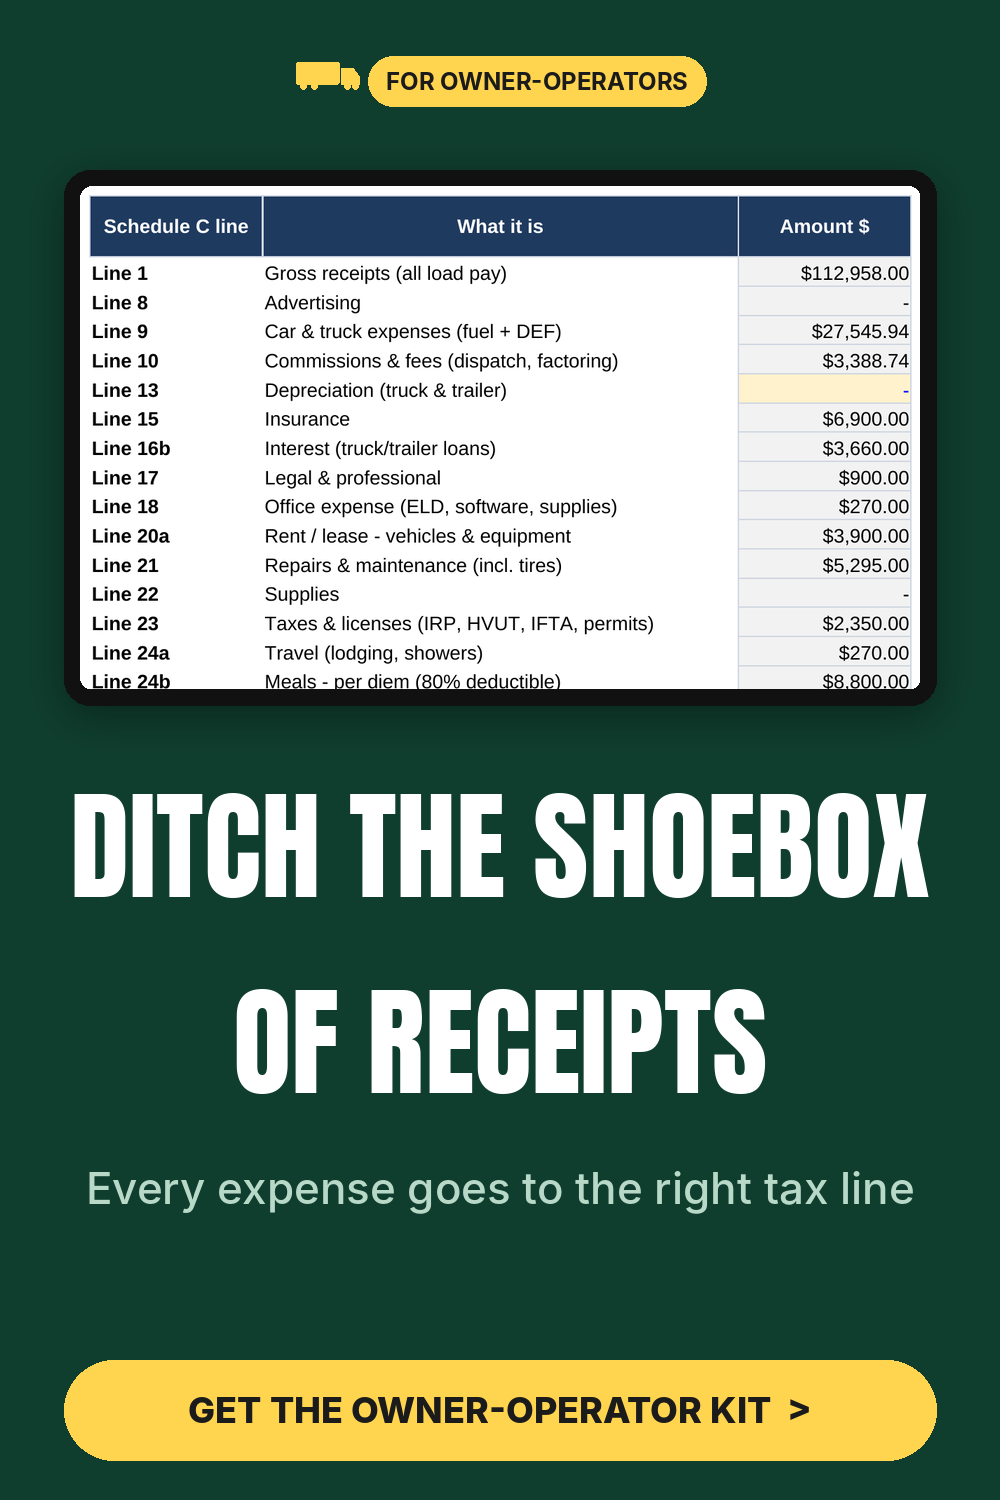 FOR OWNER-OPERATORS
Schedule C line What it is Amount $
Line 1 Gross receipts (all load pay) $112,958.00
Line 8 Advertising -
Line 9 Car & truck expenses (fuel + DEF) $27,545.94
Line 10 Commissions & fees (dispatch, factoring) $3,388.74
Line 13 Depreciation (truck & trailer) -
Line 15 Insurance $6,900.00
Line 16b Interest (truck/trailer loans) $3,660.00
Line 17 Legal & professional $900.00
Line 18 Office expense (ELD, software, supplies) $270.00
Line 20a Rent / lease - vehicles & equipment $3,900.00
Line 21 Repairs & maintenance (incl. tires) $5,295.00
Line 22 Supplies -
Line 23 Taxes & licenses (IRP, HVUT, IFTA, permits) $2,350.00
Line 24a Travel (lodging, showers) $270.00
Line 24b Meals - per diem (80% deductible) $8,800.00
DITCH THE SHOEBOX
OF RECEIPTS
Every expense goes to the right tax line
GET THE OWNER-OPERATOR KIT >